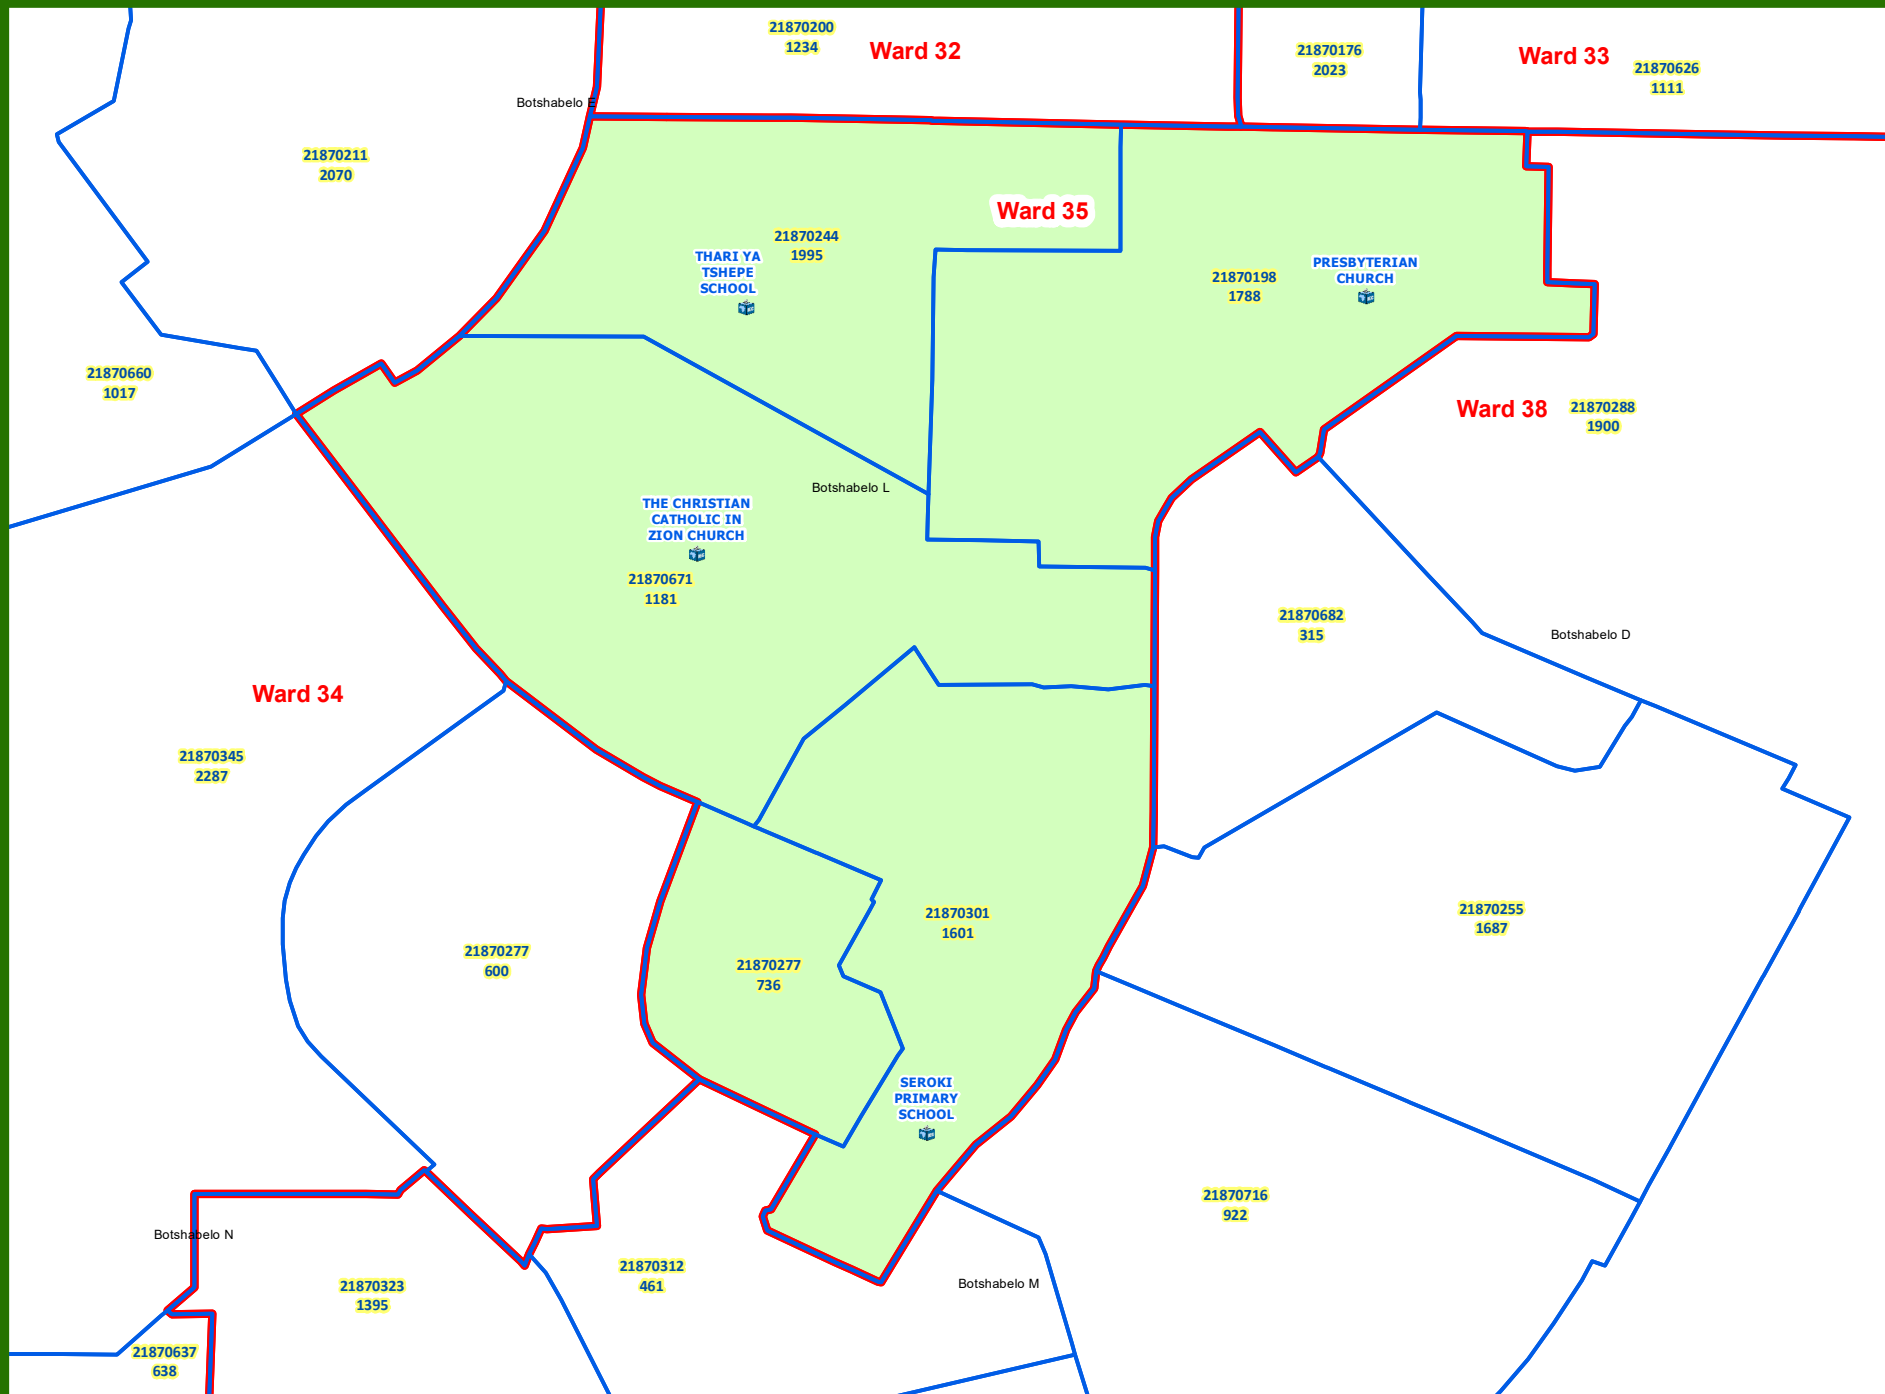 21870200
1234
Ward 32
21870176
2023
Ward 33
21870626
1111
Botshabelo E
21870211
2070
Ward 35
21870244
1995
THARI YA
TSHEPE
SCHOOL
PRESBYTERIAN
CHURCH
21870198
1788
21870660
1017
Ward 38
21870288
1900
Botshabelo L
THE CHRISTIAN
CATHOLIC IN
ZION CHURCH
21870671
1181
21870682
315
Botshabelo D
Ward 34
21870345
2287
21870301
1601
21870255
1687
21870277
600
21870277
736
SEROKI
PRIMARY
SCHOOL
21870716
922
Botshabelo N
21870312
461
Botshabelo M
21870323
1395
21870637
638